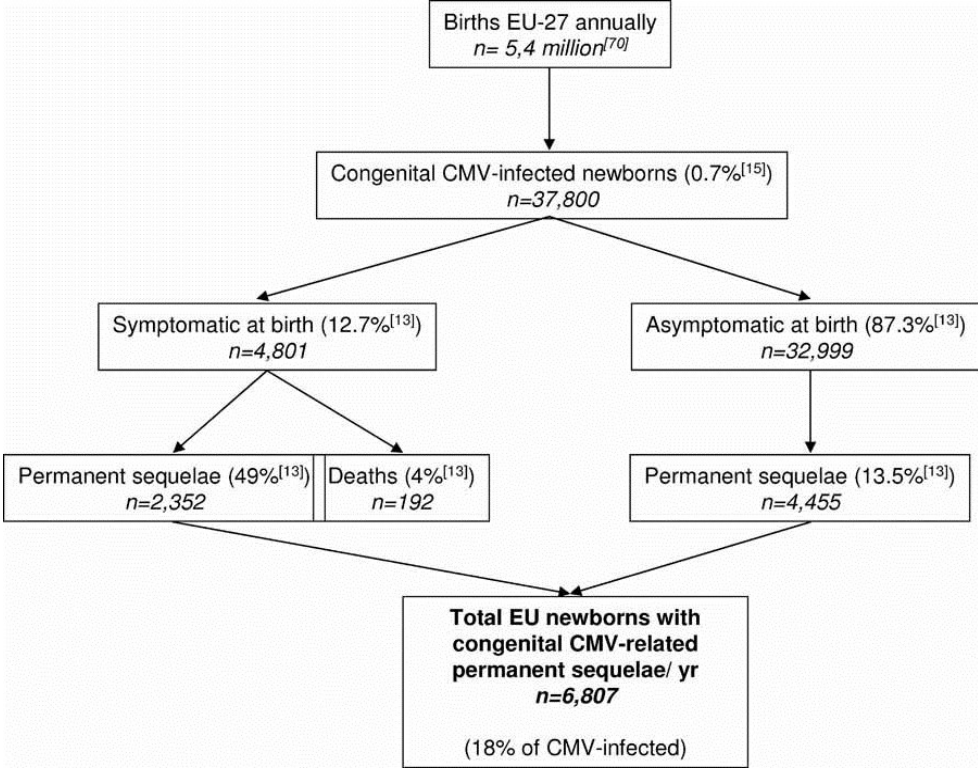 Births EU-27 annually
n= 5,4 million[70]
Congenital CMV-infected newborns (0.7%[15])
n=37,800
Symptomatic at birth (12.7%[13])
n=4,801
Asymptomatic at birth (87.3%[13])
n=32,999
Permanent sequelae (49%[13])
n=2,352
Deaths (4%[13])
n=192
Permanent sequelae (13.5%[13])
n=4,455
Total EU newborns with
congenital CMV-related
permanent sequelae/ yr
n=6,807
(18% of CMV-infected)